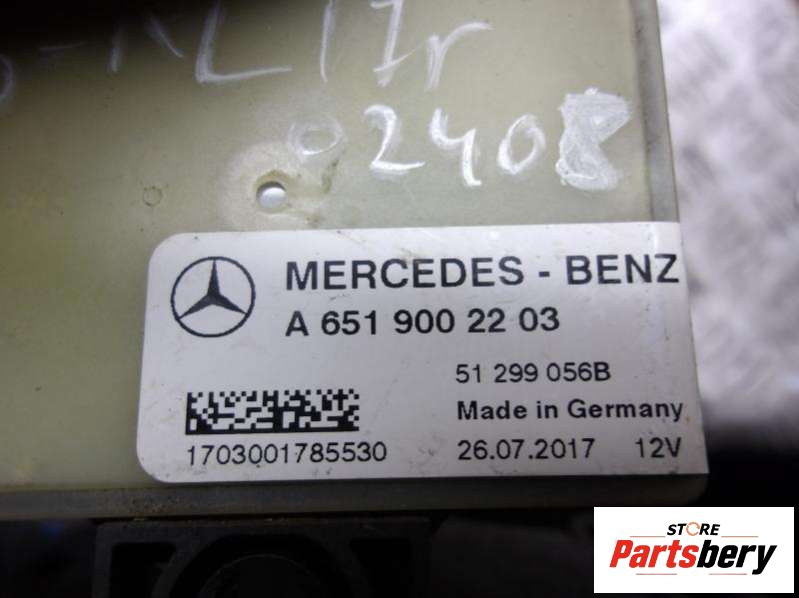 L17r
02408
MERCEDES - BENZ
A 651 900 22 03
51 299 056B
Made in Germany
1703001785530
26.07.2017 12V
STORE
Partsbery